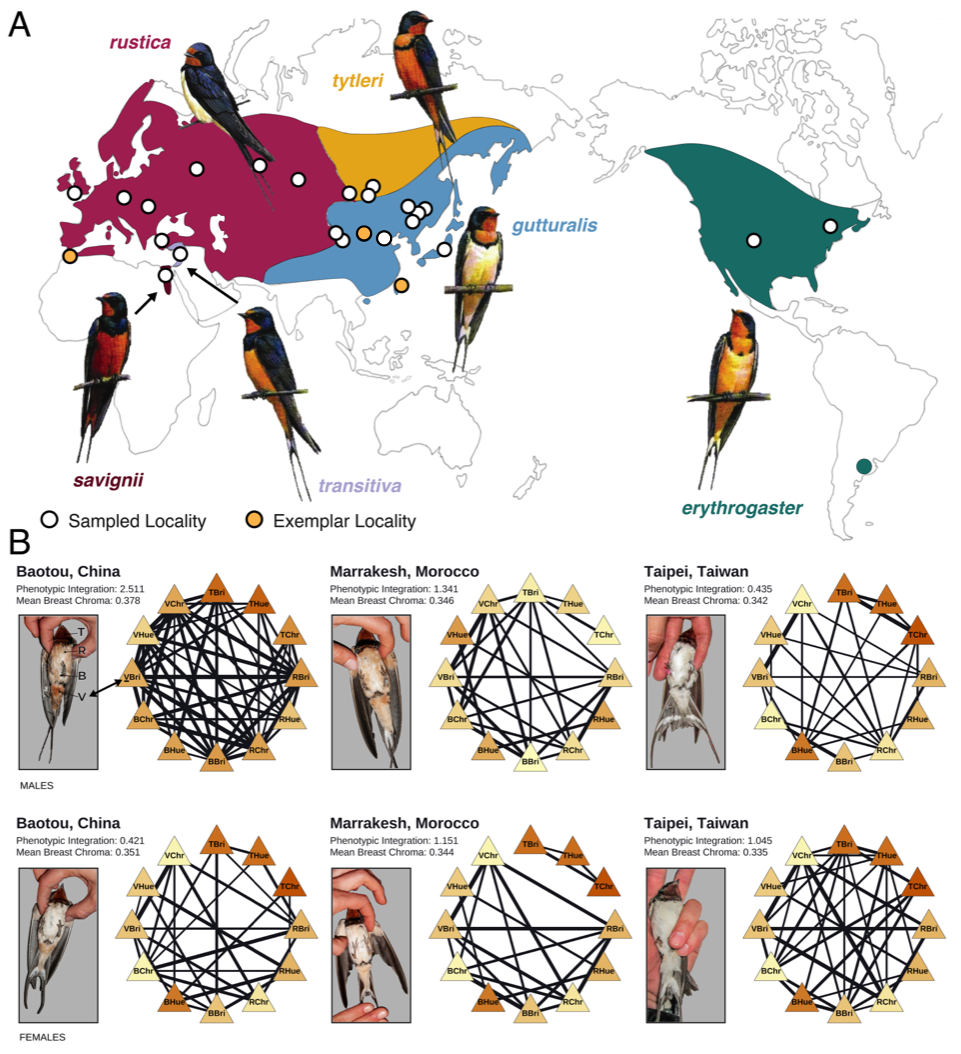 A
rustica
tytleri
gutturalis
savignii
transitiva
erythrogaster
Sampled Locality
Exemplar Locality
B
Baotou, China
Phenotypic Integration: 2.511
Mean Breast Chroma: 0.378
T
R
B
V
TBri
THue
TChr
RBri
RHue
RChr
BBri
BHue
BChr
VBri
VHue
VChr
Marrakesh, Morocco
Phenotypic Integration: 1.341
Mean Breast Chroma: 0.346
TBri
THue
TChr
RBri
RHue
RChr
BBri
BHue
BChr
VBri
VHue
VChr
Taipei, Taiwan
Phenotypic Integration: 0.435
Mean Breast Chroma: 0.342
TBri
THue
TChr
RBri
RHue
RChr
BBri
BHue
BChr
VBri
VHue
VChr
MALES
Baotou, China
Phenotypic Integration: 0.421
Mean Breast Chroma: 0.351
TBri
THue
TChr
RBri
RHue
RChr
BBri
BHue
BChr
VBri
VHue
VChr
Marrakesh, Morocco
Phenotypic Integration: 1.151
Mean Breast Chroma: 0.344
TBri
THue
TChr
RBri
RHue
RChr
BBri
BHue
BChr
VBri
VHue
VChr
Taipei, Taiwan
Phenotypic Integration: 1.045
Mean Breast Chroma: 0.335
TBri
THue
TChr
RBri
RHue
RChr
BBri
BHue
BChr
VBri
VHue
VChr
FEMALES